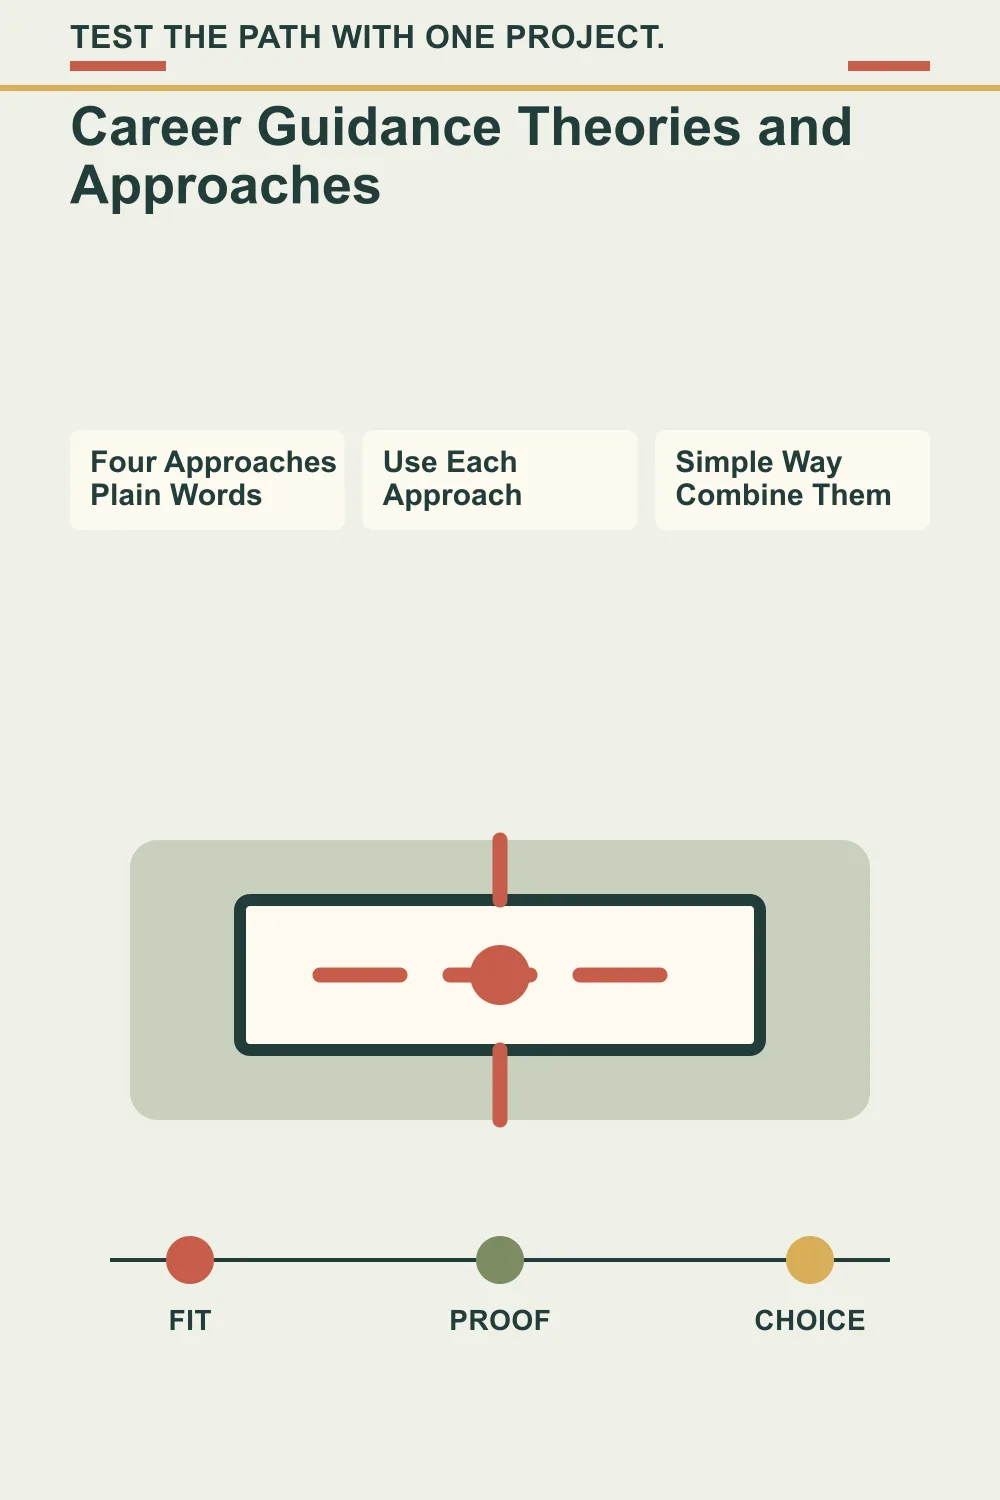 TEST THE PATH WITH ONE PROJECT.
Career Guidance Theories and
Approaches
Four Approaches
Plain Words
Use Each
Approach
Simple Way
Combine Them
FIT
PROOF
CHOICE